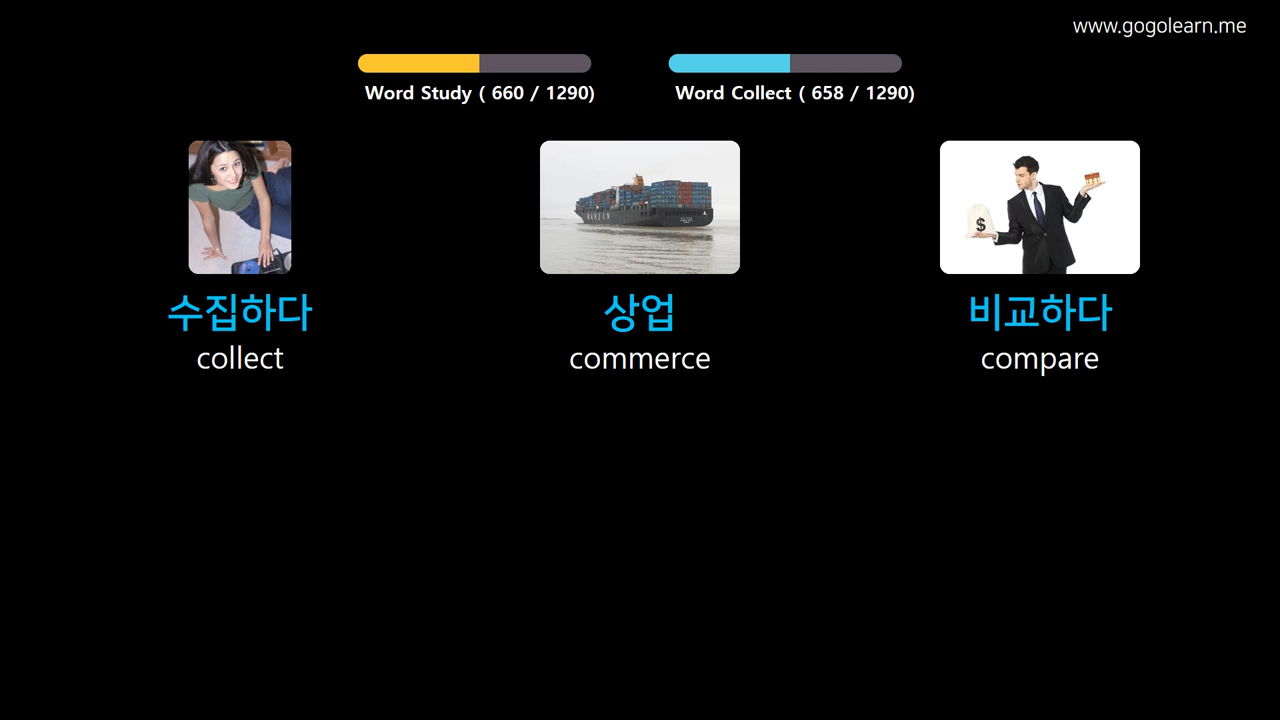 www.gogolearn.me
Word Study ( 660 / 1290)
Word Collect ( 658 / 1290)
HANJIN
$
수집하다
상업
비교하다
collect
commerce
compare